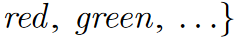 red, green, ...}